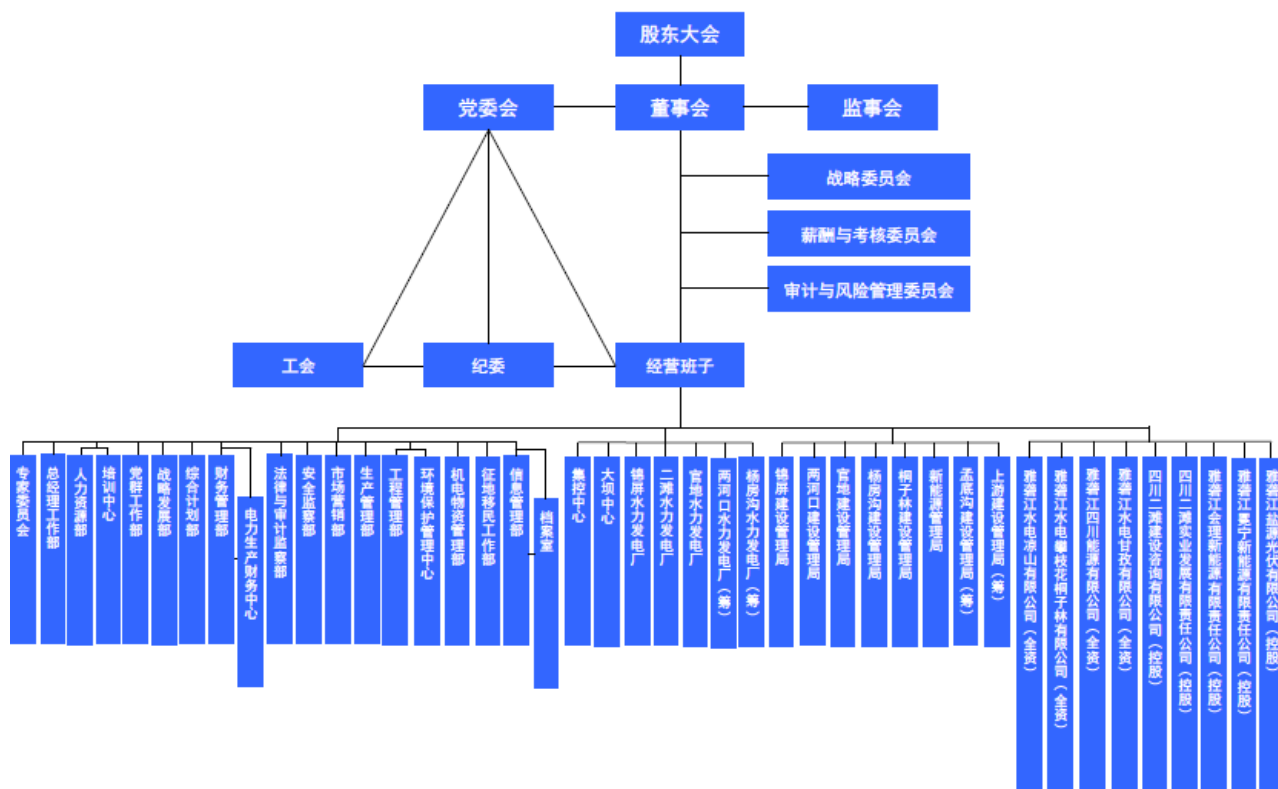 股东大会
党委会
董事会
监事会
战略委员会
薪酬与考核委员会
审计与风险管理委员会
工会
纪委
经营班子
专家委员会
总经理工作部
人力资源部
培训中心
党群工作部
战略发展部
综合计划部
财务管理部
电力生产财务中心
法律与审计监察部
安全监察部
市场营销部
生产管理部
工程管理部
环境保护管理中心
机电物资管理部
征地移民工作部
信息管理部
档案室
集控中心
大坝中心
锦屏水力发电厂
二滩水力发电厂
官地水力发电厂
两河口水力发电厂（筹）
杨房沟水力发电厂（筹）
锦屏建设管理局
两河口建设管理局
官地建设管理局
杨房沟建设管理局
桐子林建设管理局
新能源管理局
孟底沟建设管理局（筹）
上游建设管理局（筹）
雅砻江水电凉山有限公司（全资）
雅砻江水电攀枝花桐子林有限公司（全资）
雅砻江四川能源有限公司（全资）
雅砻江水电甘孜有限公司（全资）
四川二滩建设咨询有限公司（控股）
四川二滩实业发展有限责任公司（控股）
雅砻江会理新能源有限责任公司（控股）
雅砻江冕宁新能源有限责任公司（控股）
雅砻江盐源光伏有限公司（控股）